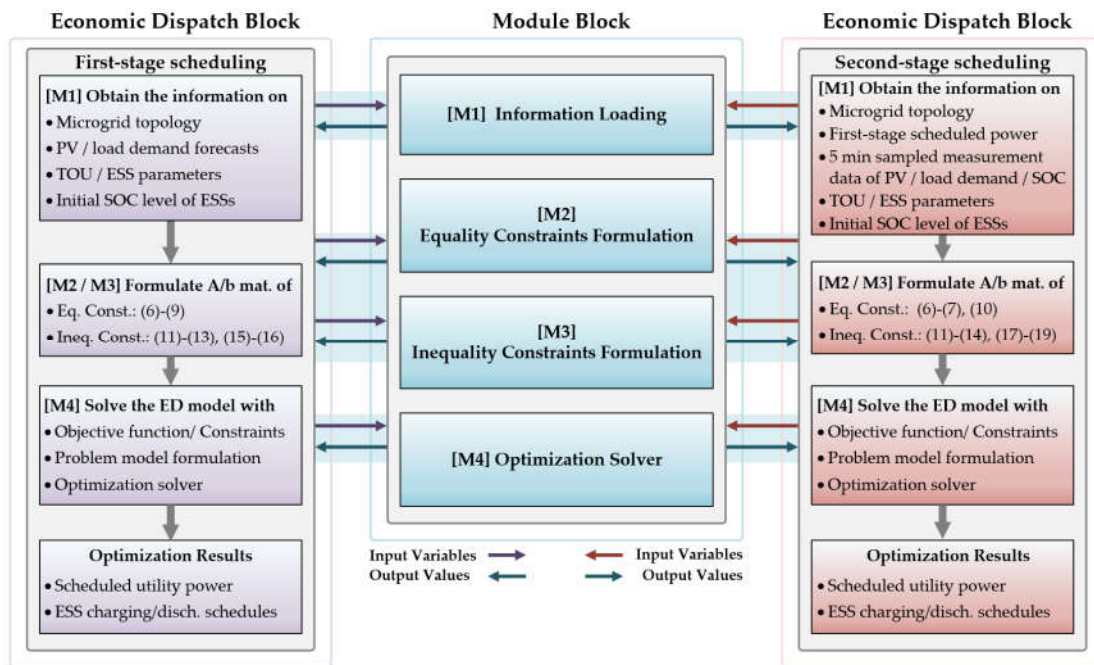 Economic Dispatch Block
First-stage scheduling
[M1] Obtain the information on
• Microgrid topology
• PV / load demand forecasts
• TOU / ESS parameters
• Initial SOC level of ESSs
[M2 / M3] Formulate A/b mat. of
• Eq. Const.: (6)-(9)
• Ineq. Const.: (11)-(13), (15)-(16)
[M4] Solve the ED model with
• Objective function/ Constraints
• Problem model formulation
• Optimization solver
Optimization Results
• Scheduled utility power
• ESS charging/disch. schedules
Module Block
[M1] Information Loading
[M2]
Equality Constraints Formulation
[M3]
Inequality Constraints Formulation
[M4] Optimization Solver
Input Variables
Output Values
Input Variables
Output Values
Economic Dispatch Block
Second-stage scheduling
[M1] Obtain the information on
• Microgrid topology
• First-stage scheduled power
• 5 min sampled measurement
data of PV / load demand / SOC
• TOU / ESS parameters
• Initial SOC level of ESSs
[M2 / M3] Formulate A/b mat. of
• Eq. Const.: (6)-(7), (10)
• Ineq. Const.: (11)-(14), (17)-(19)
[M4] Solve the ED model with
• Objective function/ Constraints
• Problem model formulation
• Optimization solver
Optimization Results
• Scheduled utility power
• ESS charging/disch. schedules